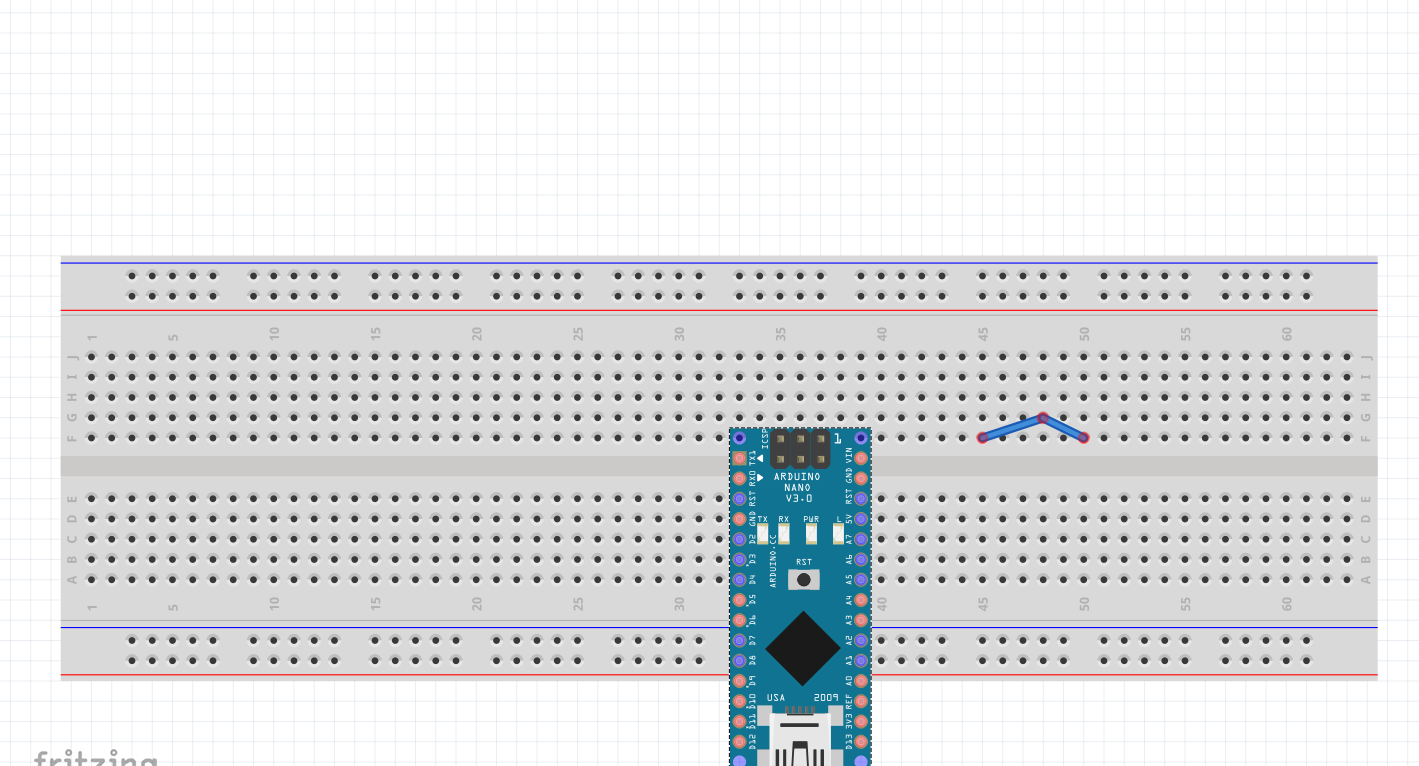 1 5 10 15 20 25 30 35 40 45 50 55 60
J J
I I
H H
G G
F F
ICSP
1
TX1
RX0
RST
GND
D2
D3
D4
D5
D6
D7
D8
D9
D10
D11
D12
VIN
GND
RST
5V
A7
A6
A5
A4
A3
A2
A1
A0
REF
3V3
D13
ARDUINO
NANO
V3.0
TX RX PWR L
ARDUINO.CC
RST
USA 2009
E E
D D
C C
B B
A A
1 5 10 15 20 25 30 40 45 50 55 60
fritzing